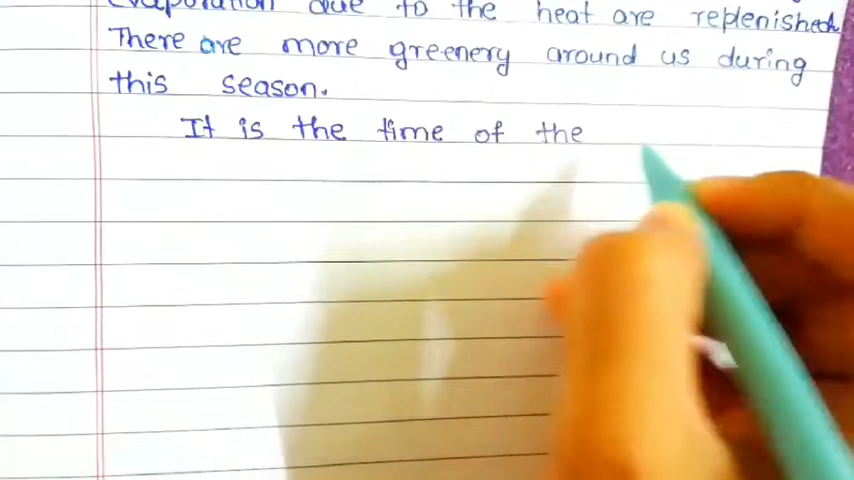 Evaporation due to the heat are replenished.
There are more greenery around us during
this season.
It is the time of the